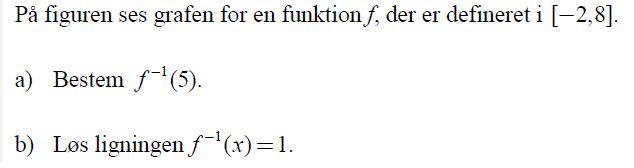 På figuren ses grafen for en funktion f, der er defineret i [−2,8].
a) Bestem f⁻¹(5).
b) Løs ligningen f⁻¹(x)=1.